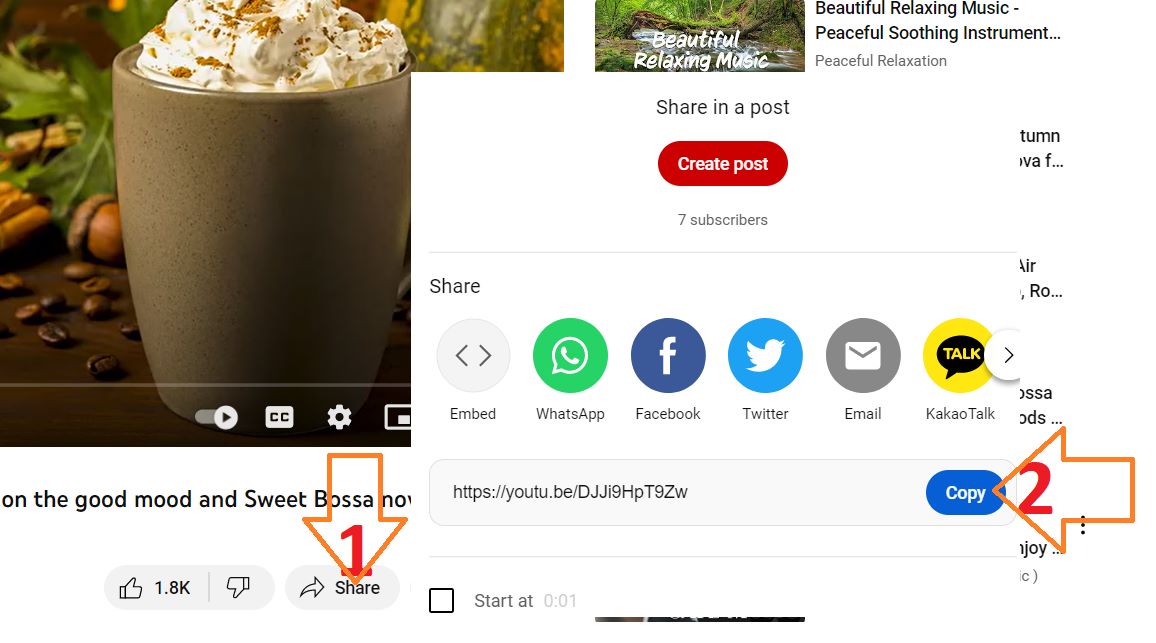 Beautiful Relaxing Music -
Peaceful Soothing Instrument...
Peaceful Relaxation
Beautiful
Relaxing Music
Share in a post
Create post
7 subscribers
Share
TALK
Embed
WhatsApp
Facebook
Twitter
Email
KakaoTalk
https://youtu.be/DJJi9HpT9Zw
Copy
2
Start at 0:01
CC
on the good mood and Sweet Bossa nov
1
1.8K
Share
tumn
ova f...
Air
, Ro...
ossa
ods ...
njoy ...
ic )